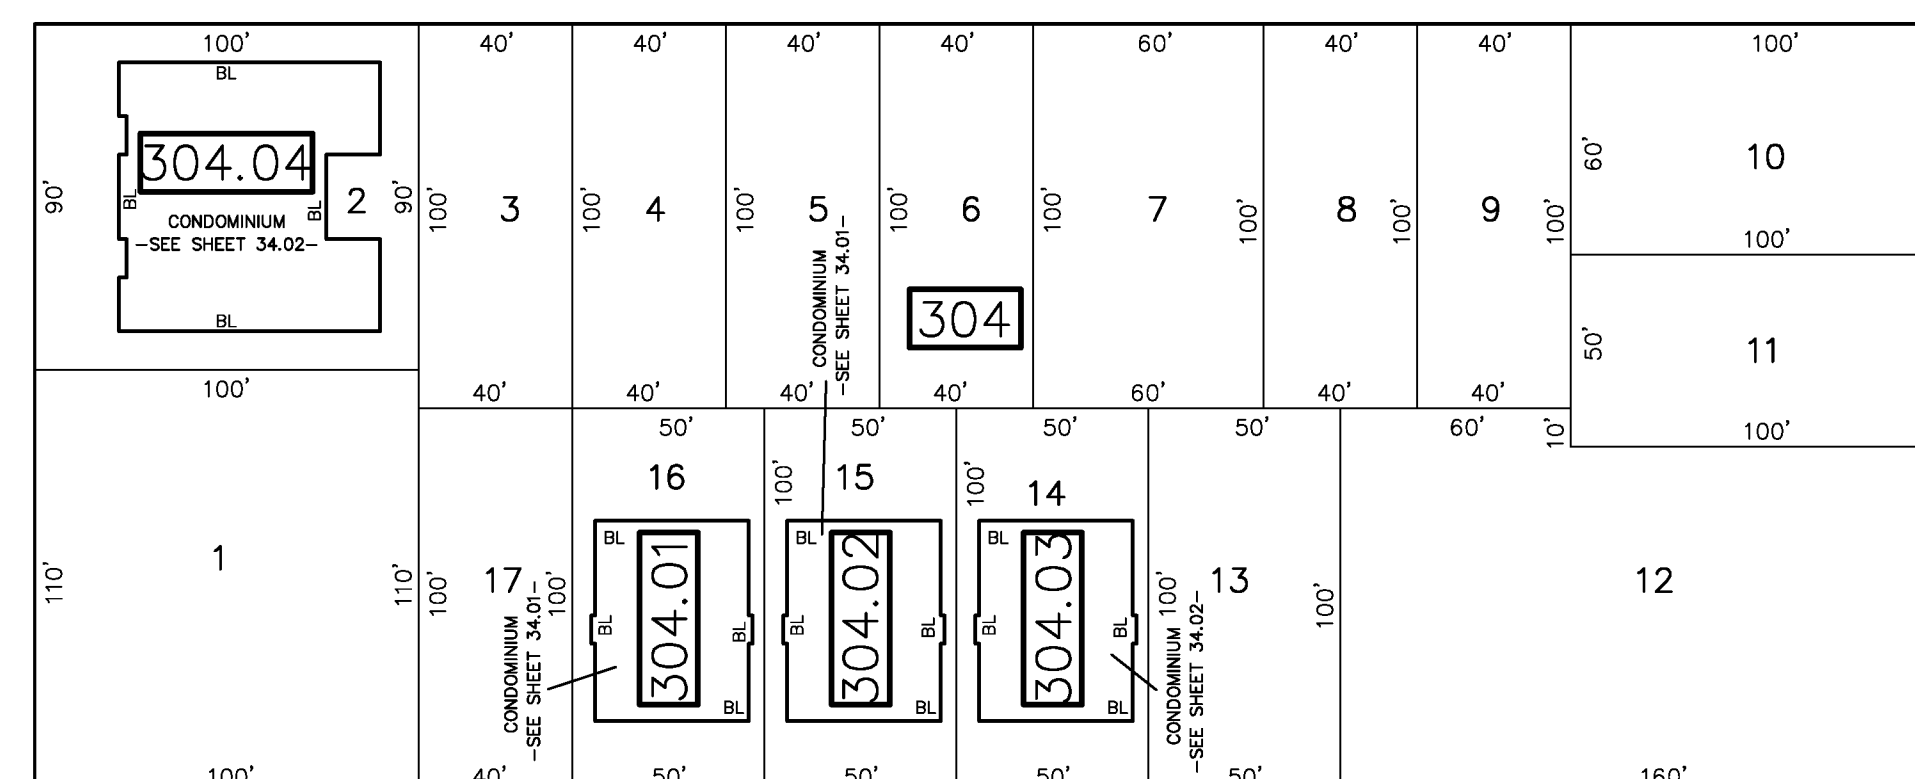 100' 40' 40' 40' 40' 60' 40' 40' 100'
BL
304.04
90' BL BL 2 90'
CONDOMINIUM
-SEE SHEET 34.02-
BL
100' 3 100' 4 100' 5 100' 6 100' 7 100' 8 100' 9 100'
60' 10
100'
CONDOMINIUM
-SEE SHEET 34.01-
304
50' 11
100'
100' 40' 40' 40' 40' 60' 40' 40'
50' 50' 50' 50' 60' 10'
16 100' 15 100' 14
1
110' 110'
100' 17 100'
CONDOMINIUM
-SEE SHEET 34.01-
BL
304.01
BL BL
BL
BL
304.02
BL BL
BL
BL
304.03
BL BL
BL
100' 13 100'
CONDOMINIUM
-SEE SHEET 34.02-
12
100' 40' 50' 50' 50' 50' 160'